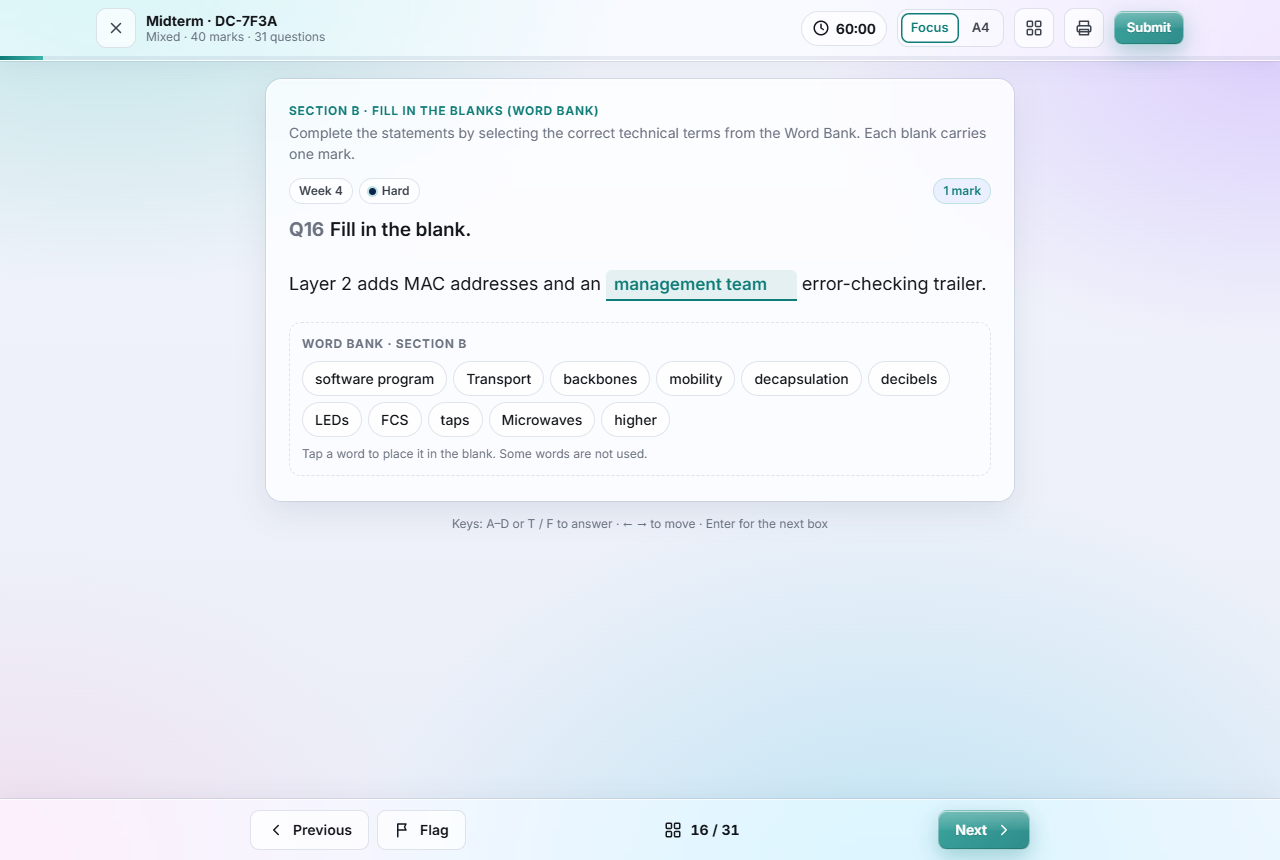 Midterm · DC-7F3A
Mixed · 40 marks · 31 questions
60:00
Focus
A4
Submit
SECTION B · FILL IN THE BLANKS (WORD BANK)
Complete the statements by selecting the correct technical terms from the Word Bank. Each blank carries
one mark.
Week 4
Hard
1 mark
Q16 Fill in the blank.
Layer 2 adds MAC addresses and an management team error-checking trailer.
WORD BANK · SECTION B
software program
Transport
backbones
mobility
decapsulation
decibels
LEDs
FCS
taps
Microwaves
higher
Tap a word to place it in the blank. Some words are not used.
Keys: A–D or T / F to answer · ← → to move · Enter for the next box
Previous
Flag
16 / 31
Next